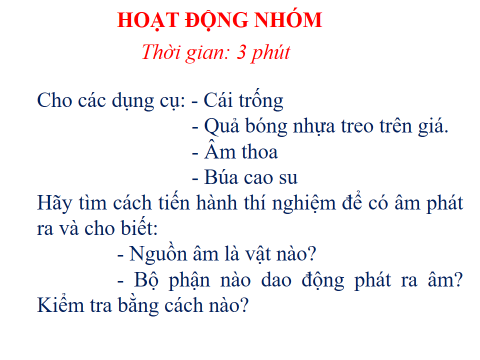 HOẠT ĐỘNG NHÓM
Thời gian: 3 phút
Cho các dụng cụ: - Cái trống
- Quả bóng nhựa treo trên giá.
- Âm thoa
- Búa cao su
Hãy tìm cách tiến hành thí nghiệm để có âm phát
ra và cho biết:
- Nguồn âm là vật nào?
- Bộ phận nào dao động phát ra âm?
Kiểm tra bằng cách nào?